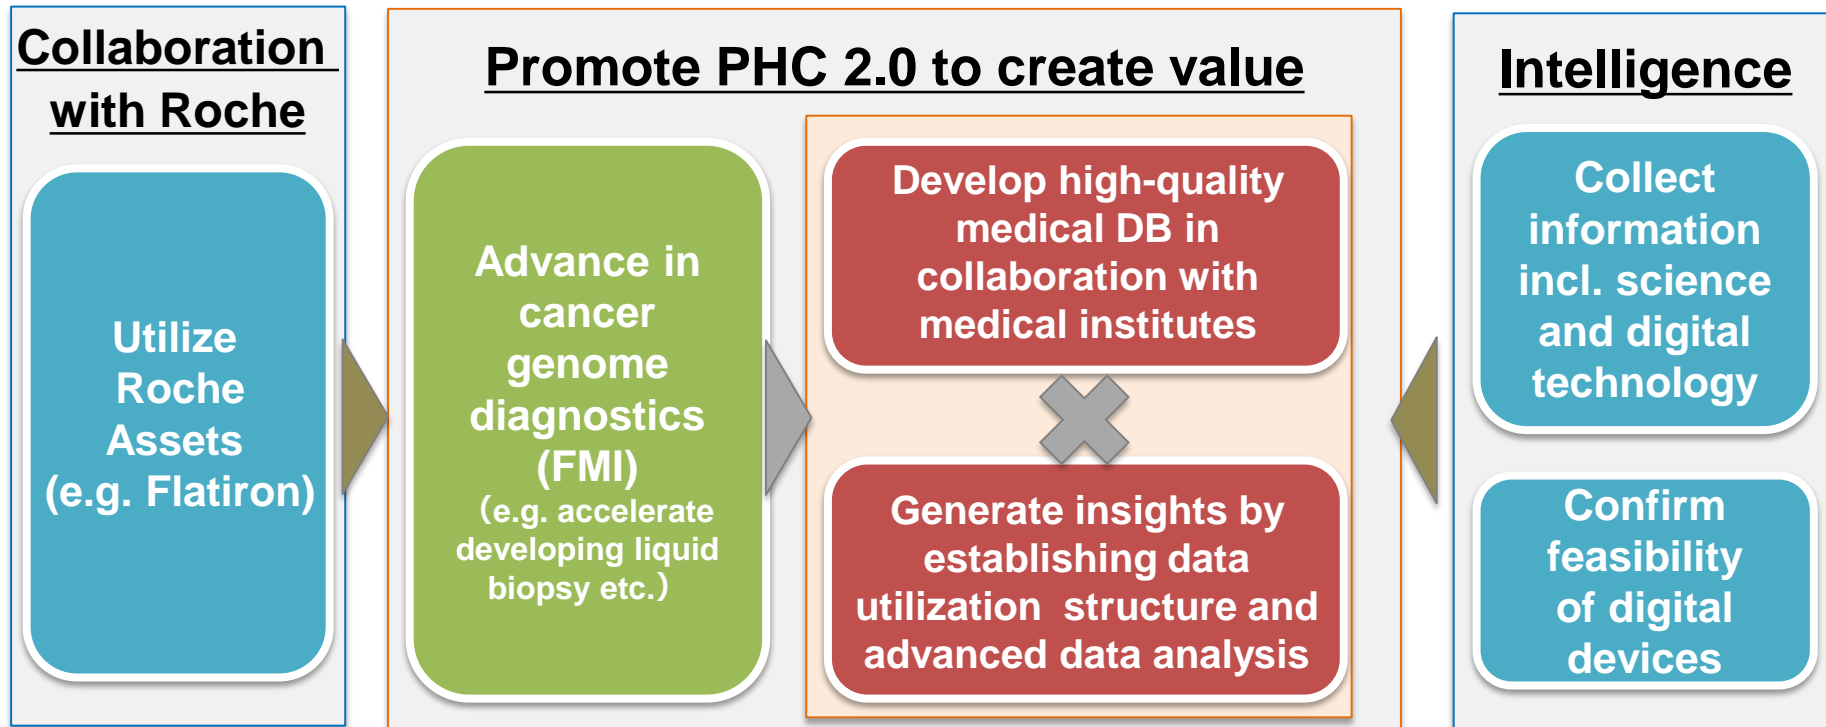 Collaboration
with Roche
Utilize
Roche
Assets
(e.g. Flatiron)
Promote PHC 2.0 to create value
Advance in
cancer
genome
diagnostics
(FMI)
（e.g. accelerate
developing liquid
biopsy etc.）
Develop high-quality
medical DB in
collaboration with
medical institutes
Generate insights by
establishing data
utilization structure and
advanced data analysis
Intelligence
Collect
information
incl. science
and digital
technology
Confirm
feasibility
of digital
devices